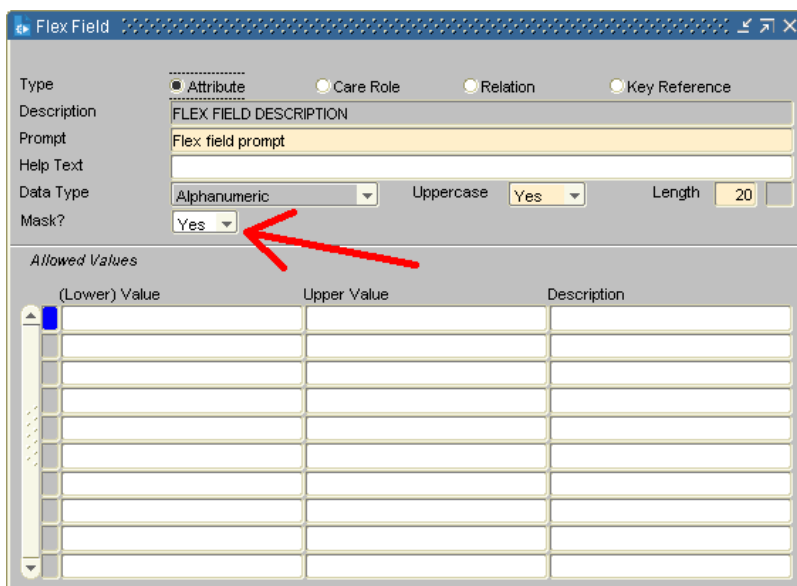 Flex Field
Type Attribute Care Role Relation Key Reference
Description FLEX FIELD DESCRIPTION
Prompt Flex field prompt
Help Text
Data Type Alphanumeric Uppercase Yes Length 20
Mask? Yes
Allowed Values
(Lower) Value Upper Value Description